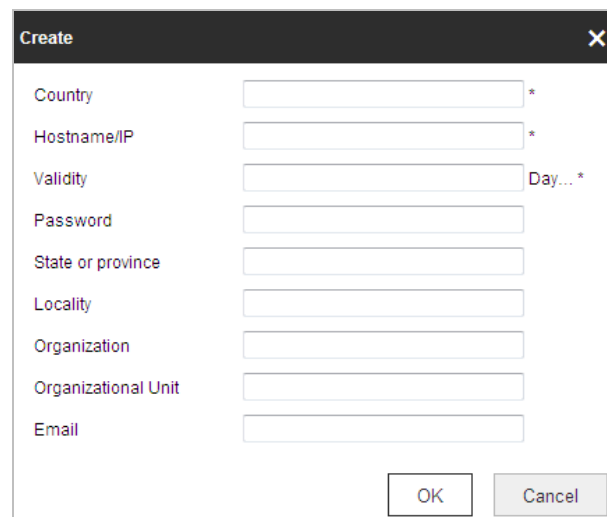 Create
Country *
Hostname/IP *
Validity Day... *
Password
State or province
Locality
Organization
Organizational Unit
Email
OK Cancel